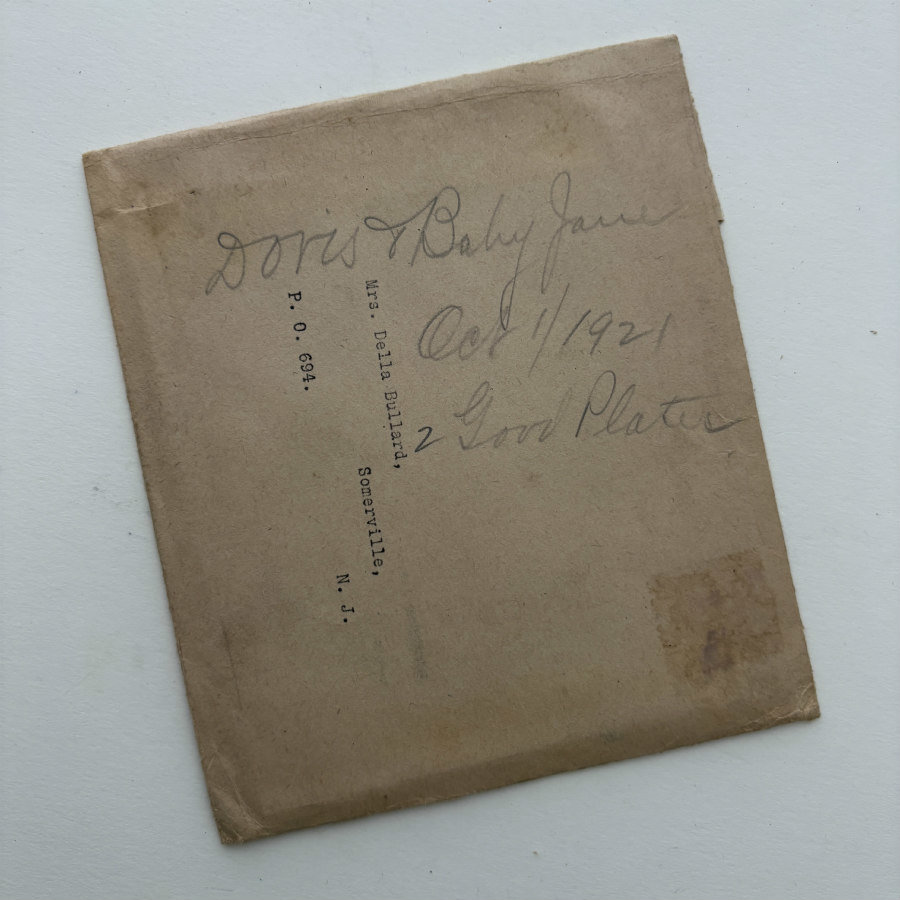 Doris & Baby Jane
Oct 1/1921
2 Good Plates
Mrs. Della Bullard,
P. O. 694.
Somerville,
N. J.